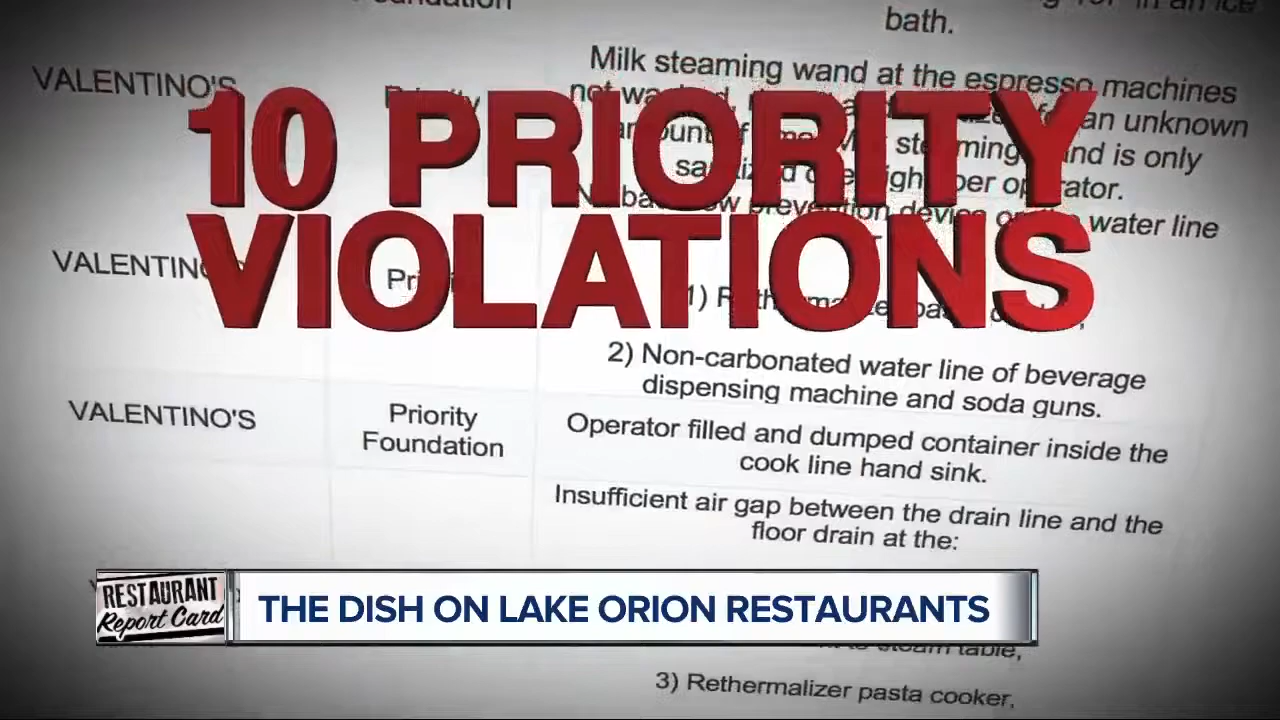 bath.
Milk steaming wand at the espresso machines
VALENTINO'S
10 PRIORITY
an unknown
and is only
per operator.
water line
VIOLATIONS
VALENTINO'S
2) Non-carbonated water line of beverage
dispensing machine and soda guns.
VALENTINO'S
Priority
Foundation
Operator filled and dumped container inside the
cook line hand sink.
Insufficient air gap between the drain line and the
floor drain at the:
RESTAURANT
Report Card
THE DISH ON LAKE ORION RESTAURANTS
steam table,
3) Rethermalizer pasta cooker,